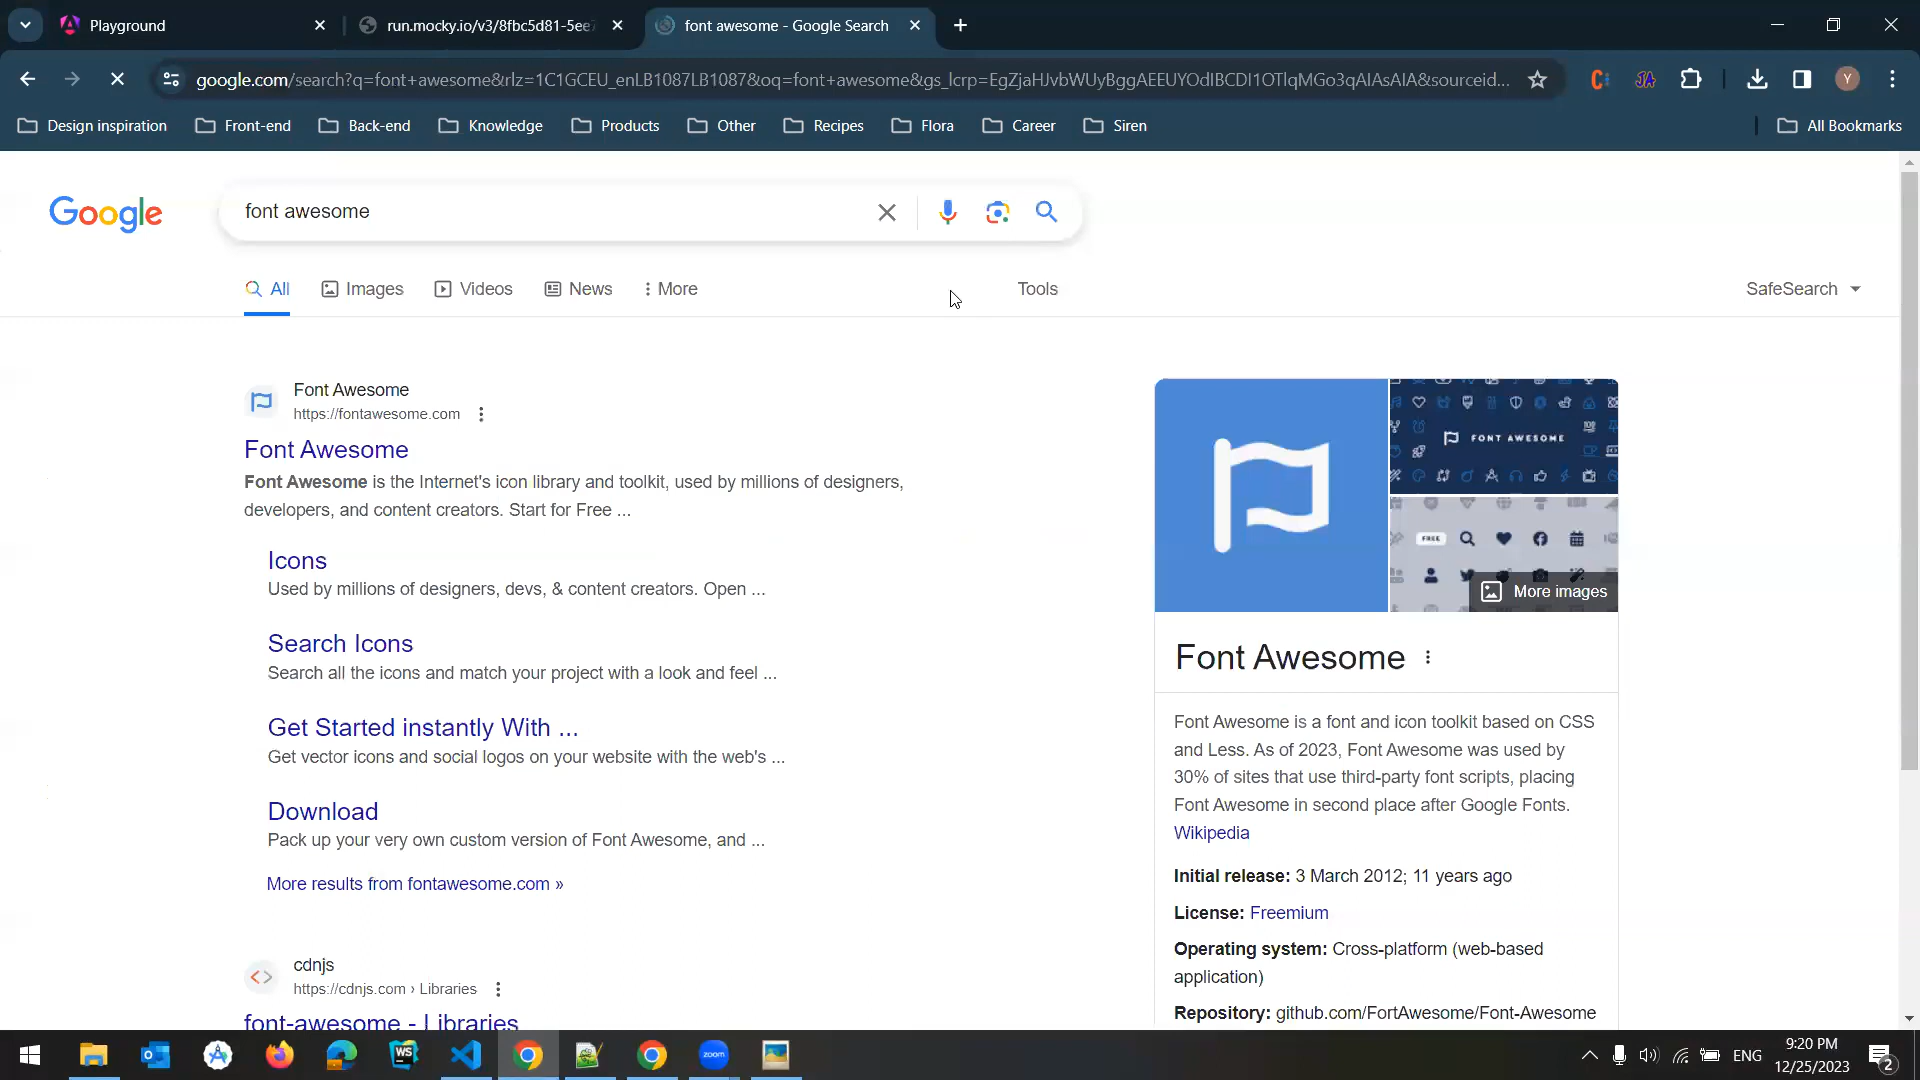 Playground
run.mocky.io/v3/8fbc5d81-5ee
font awesome - Google Search
google.com/search?q=font+awesome&rlz=1C1GCEU_enLB1087LB1087&oq=font+awesome&gs_lcrp=EgZjaHJvbWUyBggAEEUYOdIBCDI1OTlqMGo3qAIAsAIA&sourceid...
Y
Design inspiration
Front-end
Back-end
Knowledge
Products
Other
Recipes
Flora
Career
Siren
All Bookmarks
Google
font awesome
All
Images
Videos
News
More
Tools
SafeSearch
Font Awesome
https://fontawesome.com
Font Awesome
Font Awesome is the Internet's icon library and toolkit, used by millions of designers,
developers, and content creators. Start for Free ...
Icons
Used by millions of designers, devs, & content creators. Open ...
Search Icons
Search all the icons and match your project with a look and feel ...
Get Started instantly With ...
Get vector icons and social logos on your website with the web's ...
Download
Pack up your very own custom version of Font Awesome, and ...
More results from fontawesome.com »
cdnjs
https://cdnjs.com › Libraries
font-awesome - Libraries
FONT AWESOME
FREE
More images
Font Awesome
Font Awesome is a font and icon toolkit based on CSS
and Less. As of 2023, Font Awesome was used by
30% of sites that use third-party font scripts, placing
Font Awesome in second place after Google Fonts.
Wikipedia
Initial release: 3 March 2012; 11 years ago
License: Freemium
Operating system: Cross-platform (web-based
application)
Repository: github.com/FortAwesome/Font-Awesome
WS
zoom
ENG
9:20 PM
12/25/2023
2